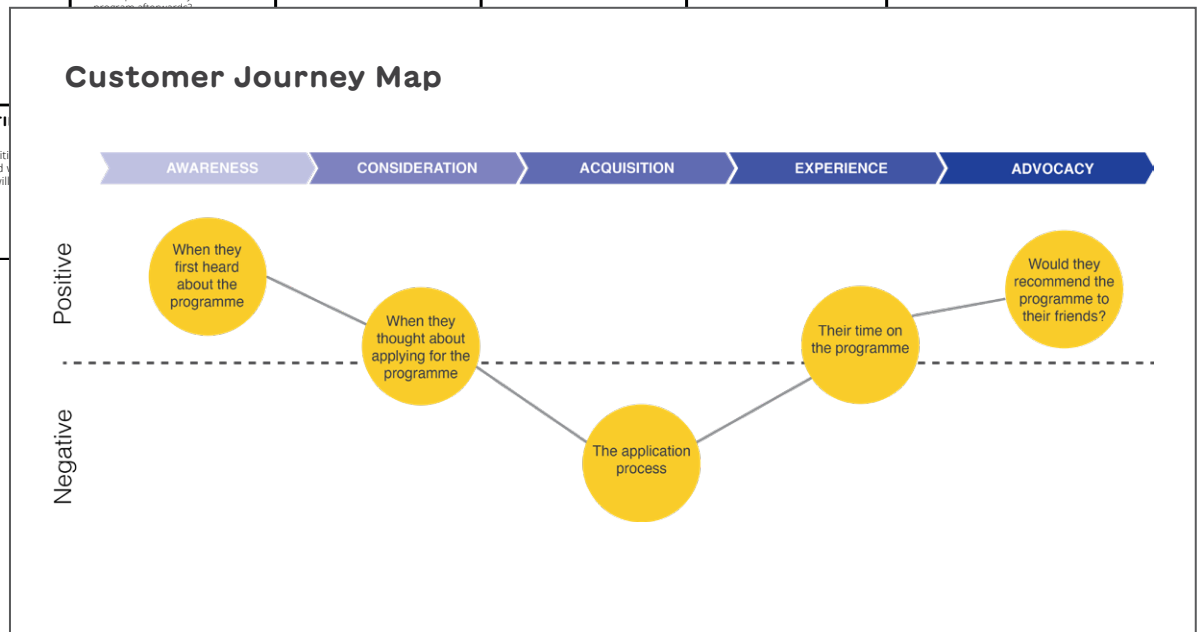 program afterwards?
Customer Journey Map
AWARENESS
CONSIDERATION
ACQUISITION
EXPERIENCE
ADVOCACY
Positive
When they
first heard
about the
programme
When they
thought about
applying for the
programme
The application
process
Their time on
the programme
Would they
recommend the
programme to
their friends?
Negative